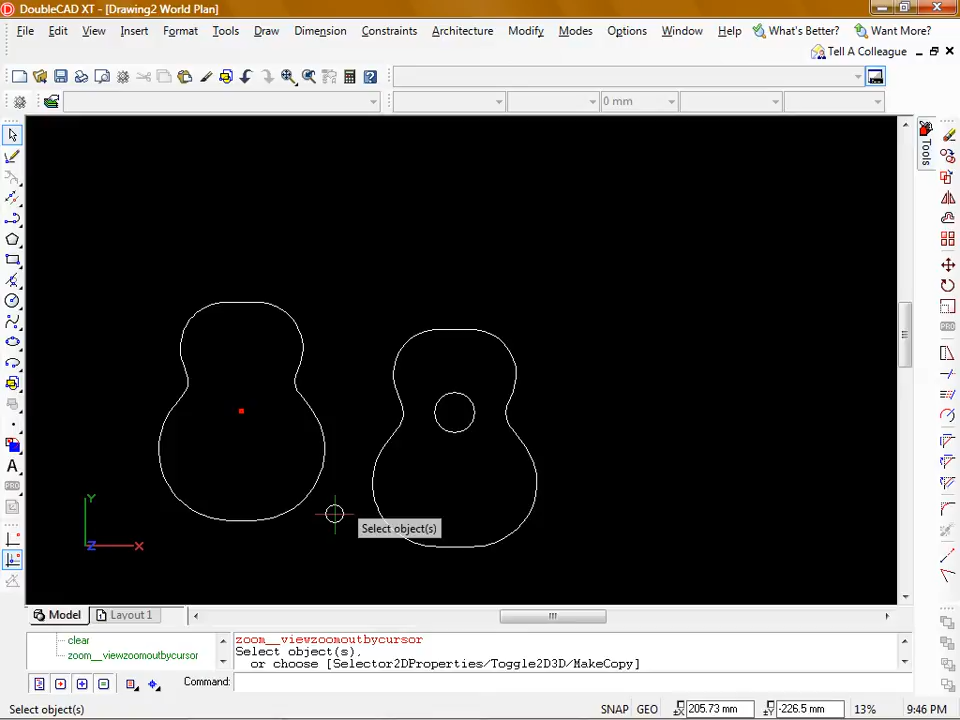 DoubleCAD XT - [Drawing2 World Plan]
File Edit View Insert Format Tools Draw Dimension Constraints Architecture Modify Modes Options Window Help What's Better? Want More?
Tell A Colleague
0 mm
Tools
PRO
Y
Select object(s)
Z X
PRO
Model Layout 1
clear
zoom__viewzoomoutbycursor
zoom__viewzoomoutbycursor
Select object(s),
or choose [Selector2DProperties/Toggle2D3D/MakeCopy]
Command:
Select object(s) SNAP GEO X 205.73 mm Y -226.5 mm 13% 9:46 PM